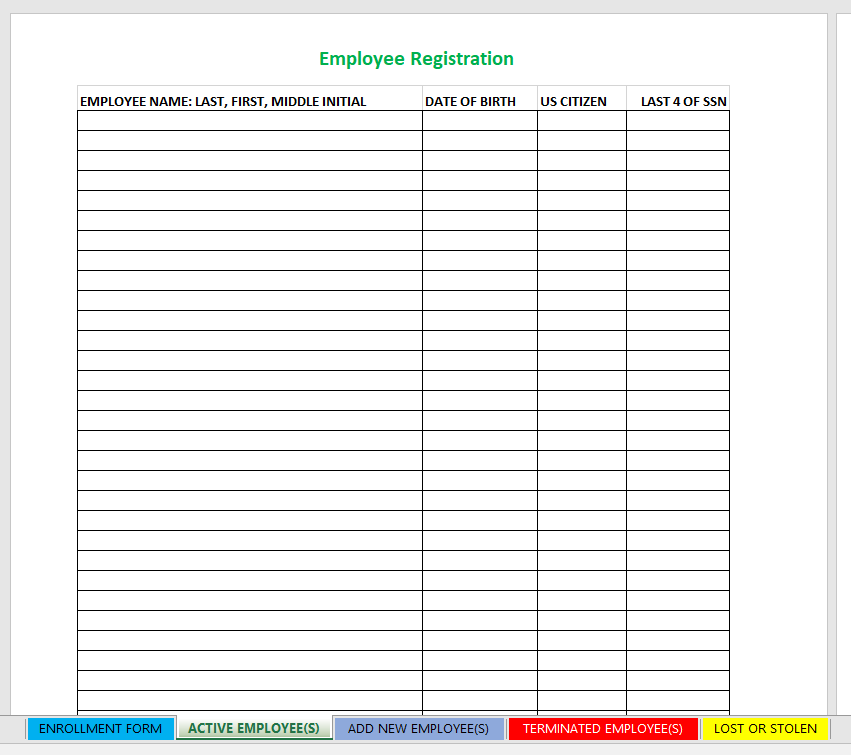 Employee Registration
EMPLOYEE NAME: LAST, FIRST, MIDDLE INITIAL DATE OF BIRTH US CITIZEN LAST 4 OF SSN
ENROLLMENT FORM ACTIVE EMPLOYEE(S) ADD NEW EMPLOYEE(S) TERMINATED EMPLOYEE(S) LOST OR STOLEN